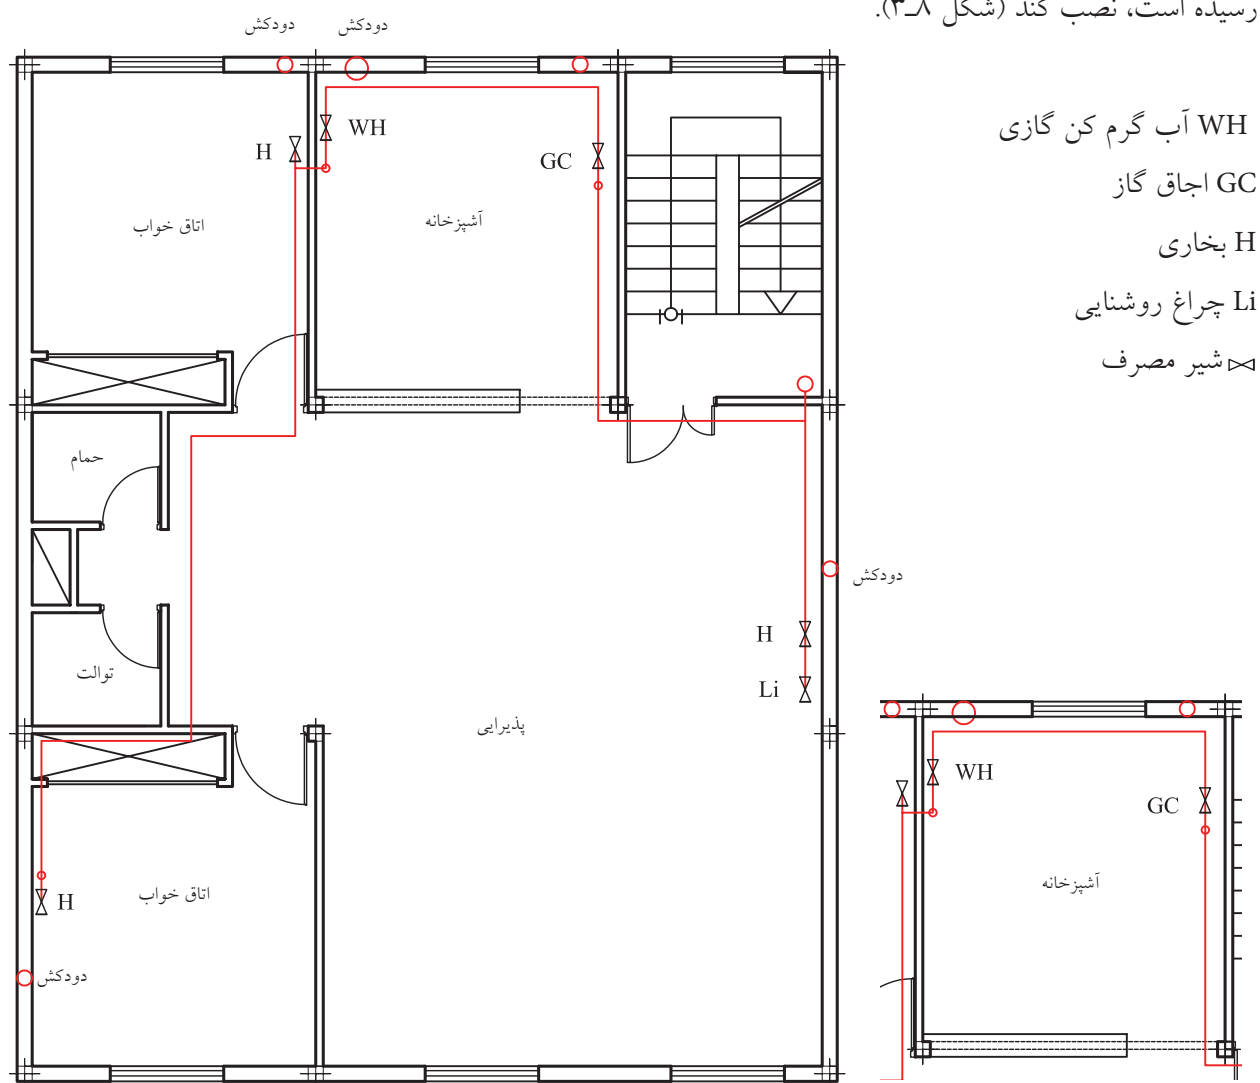 رسیده است، نصب کند (شکل ۸ـ۳).
دودکش
دودکش
WH آب گرم کن گازی
GC اجاق گاز
H بخاری
Li چراغ روشنایی
شیر مصرف
H
WH
GC
اتاق خواب
آشپزخانه
حمام
دودکش
توالت
H
Li
پذیرایی
اتاق خواب
H
دودکش
WH
GC
آشپزخانه